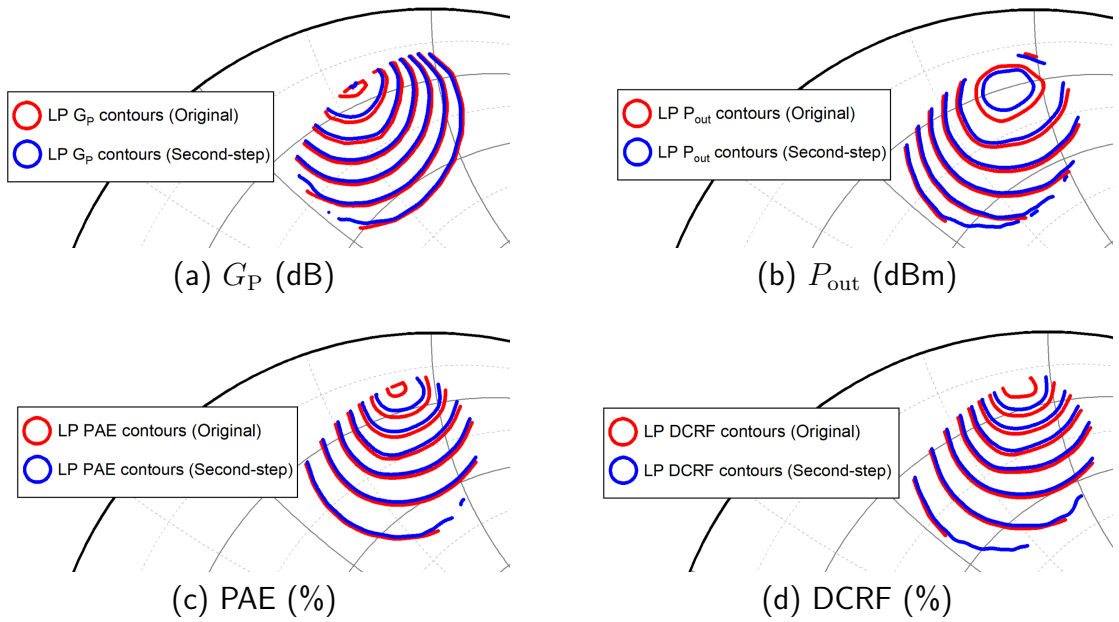 LP G_P contours (Original)
LP G_P contours (Second-step)
LP P_out contours (Original)
LP P_out contours (Second-step)
(a) G_P (dB)
(b) P_out (dBm)
LP PAE contours (Original)
LP PAE contours (Second-step)
LP DCRF contours (Original)
LP DCRF contours (Second-step)
(c) PAE (%)
(d) DCRF (%)